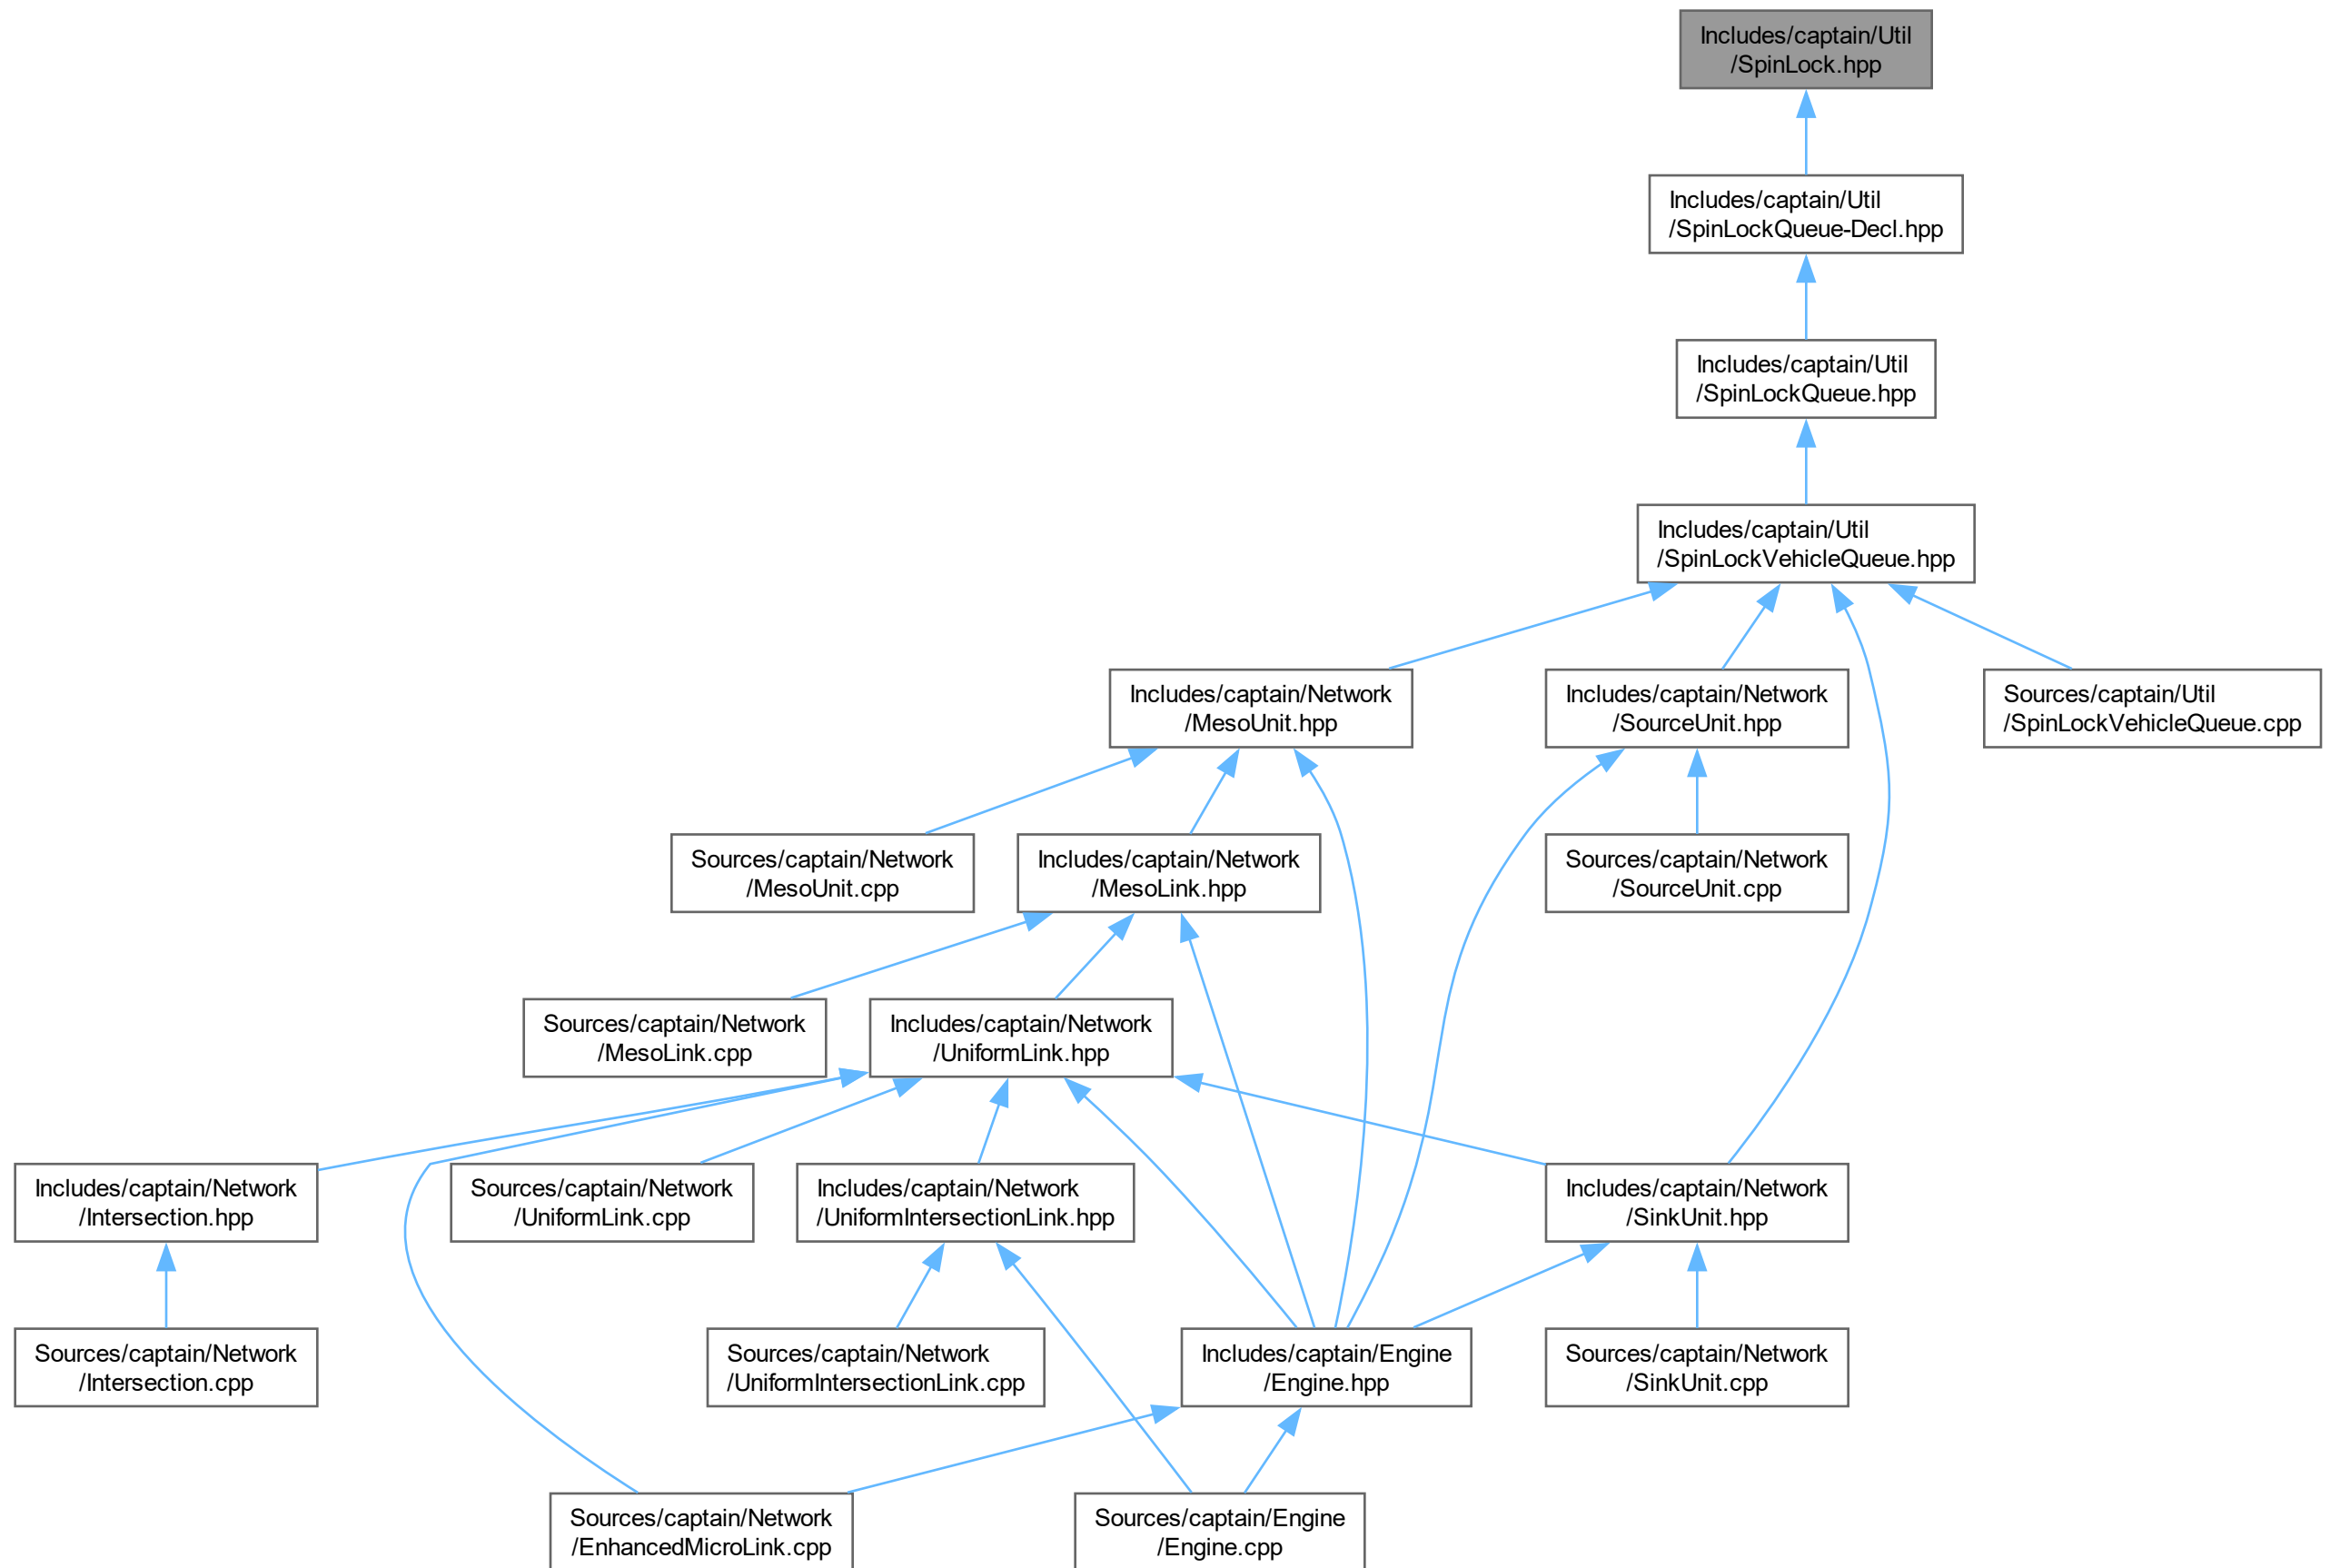 Includes/captain/Util
/SpinLock.hpp
Includes/captain/Util
/SpinLockQueue-Decl.hpp
Includes/captain/Util
/SpinLockQueue.hpp
Includes/captain/Util
/SpinLockVehicleQueue.hpp
Includes/captain/Network
/MesoUnit.hpp
Includes/captain/Network
/SourceUnit.hpp
Sources/captain/Util
/SpinLockVehicleQueue.cpp
Sources/captain/Network
/MesoUnit.cpp
Includes/captain/Network
/MesoLink.hpp
Sources/captain/Network
/SourceUnit.cpp
Sources/captain/Network
/MesoLink.cpp
Includes/captain/Network
/UniformLink.hpp
Includes/captain/Network
/Intersection.hpp
Sources/captain/Network
/UniformLink.cpp
Includes/captain/Network
/UniformIntersectionLink.hpp
Includes/captain/Network
/SinkUnit.hpp
Sources/captain/Network
/Intersection.cpp
Sources/captain/Network
/UniformIntersectionLink.cpp
Includes/captain/Engine
/Engine.hpp
Sources/captain/Network
/SinkUnit.cpp
Sources/captain/Network
/EnhancedMicroLink.cpp
Sources/captain/Engine
/Engine.cpp